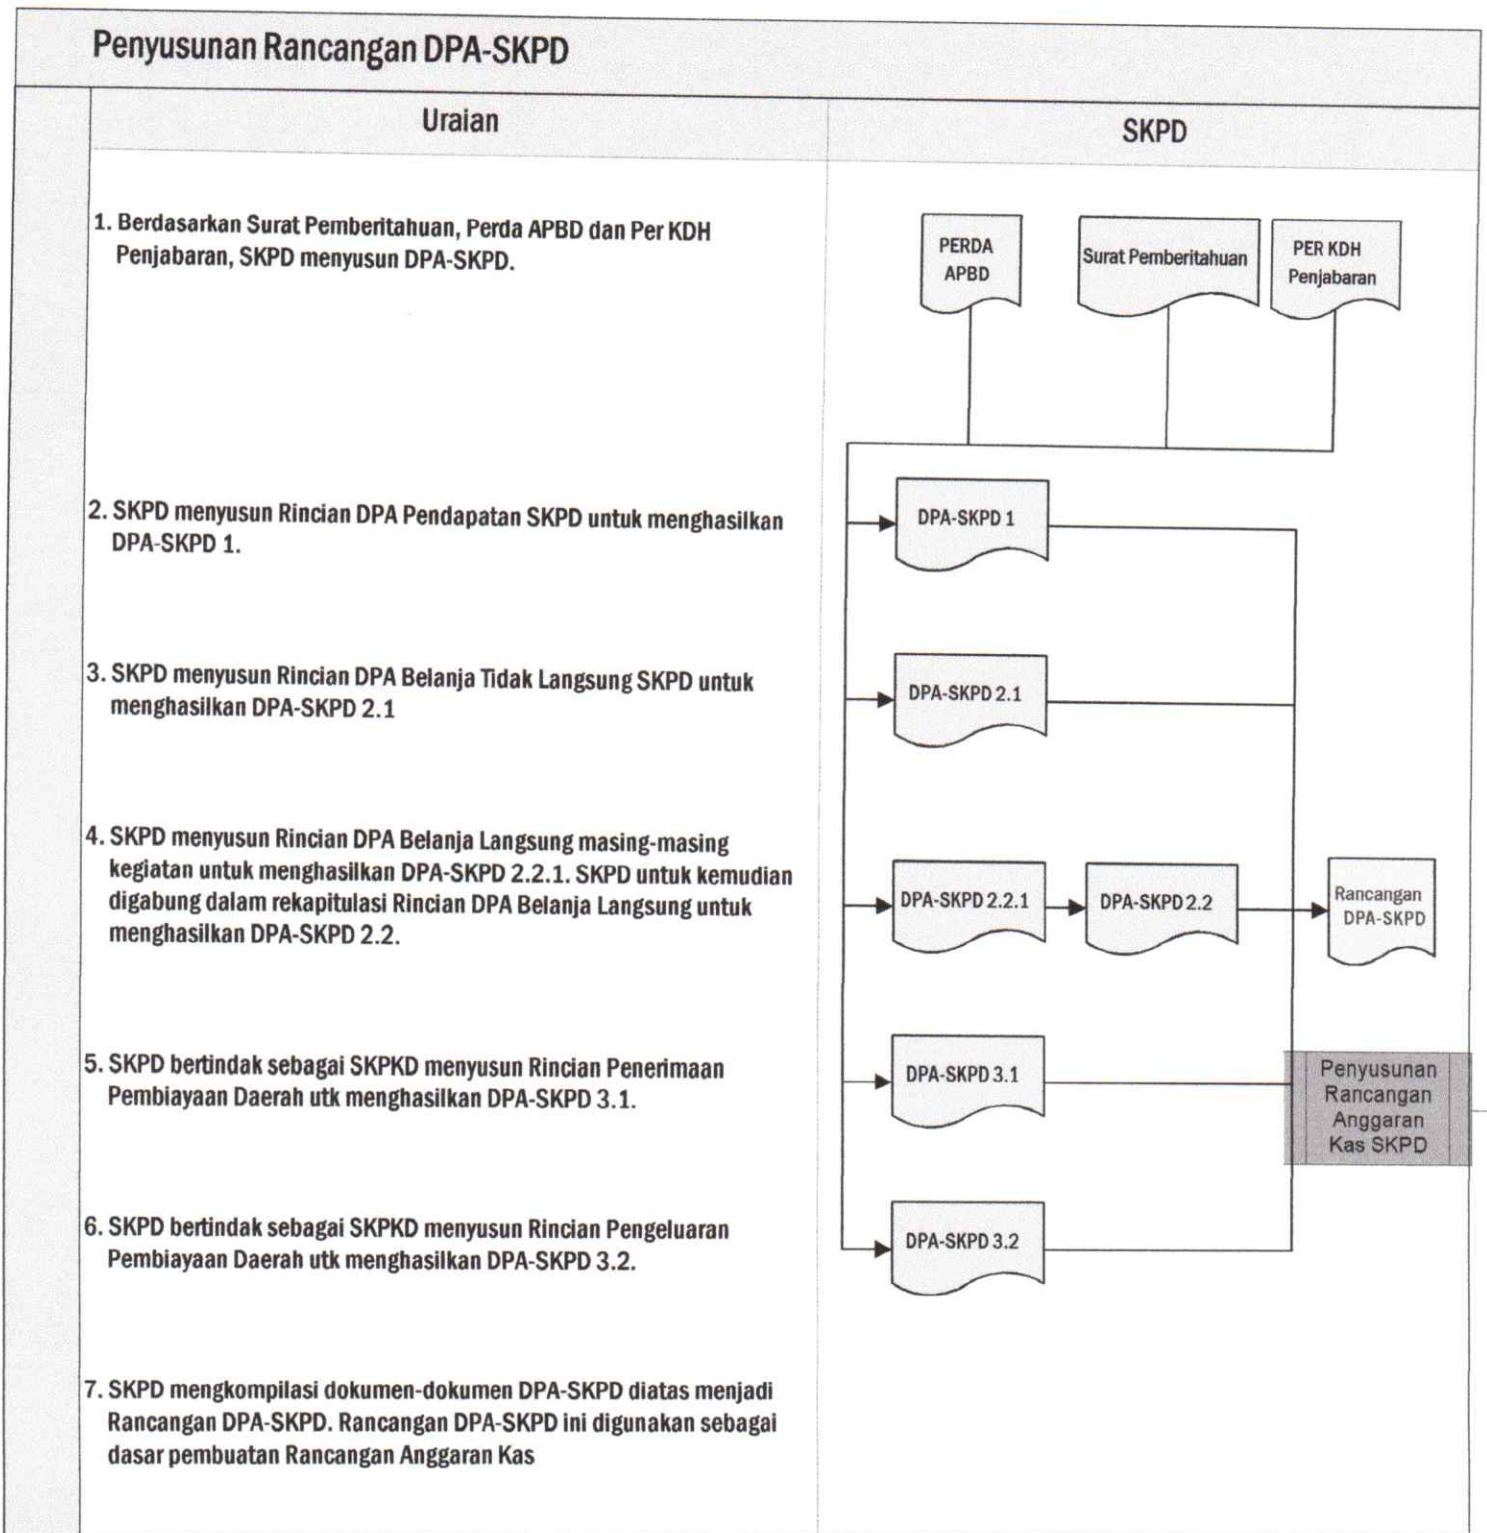 Penyusunan Rancangan DPA-SKPD
Uraian
SKPD
1. Berdasarkan Surat Pemberitahuan, Perda APBD dan Per KDH
Penjabaran, SKPD menyusun DPA-SKPD.
PERDA
APBD
Surat Pemberitahuan
PER KDH
Penjabaran
2. SKPD menyusun Rincian DPA Pendapatan SKPD untuk menghasilkan
DPA-SKPD 1.
DPA-SKPD 1
3. SKPD menyusun Rincian DPA Belanja Tidak Langsung SKPD untuk
menghasilkan DPA-SKPD 2.1
DPA-SKPD 2.1
4. SKPD menyusun Rincian DPA Belanja Langsung masing-masing
kegiatan untuk menghasilkan DPA-SKPD 2.2.1. SKPD untuk kemudian
digabung dalam rekapitulasi Rincian DPA Belanja Langsung untuk
menghasilkan DPA-SKPD 2.2.
DPA-SKPD 2.2.1
DPA-SKPD 2.2
Rancangan
DPA-SKPD
5. SKPD bertindak sebagai SKPKD menyusun Rincian Penerimaan
Pembiayaan Daerah utk menghasilkan DPA-SKPD 3.1.
DPA-SKPD 3.1
Penyusunan
Rancangan
Anggaran
Kas SKPD
6. SKPD bertindak sebagai SKPKD menyusun Rincian Pengeluaran
Pembiayaan Daerah utk menghasilkan DPA-SKPD 3.2.
DPA-SKPD 3.2
7. SKPD mengkompilasi dokumen-dokumen DPA-SKPD diatas menjadi
Rancangan DPA-SKPD. Rancangan DPA-SKPD ini digunakan sebagai
dasar pembuatan Rancangan Anggaran Kas